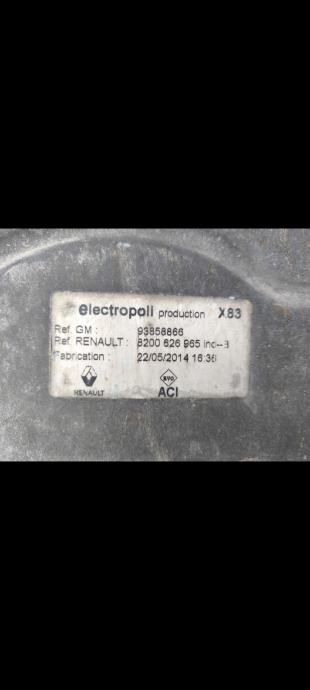 electropoli production X83
Ref. GM : 93858866
Ref. RENAULT : 8200 626 965 ind--B
Fabrication : 22/05/2014 16:36
RENAULT
RVO
ACI